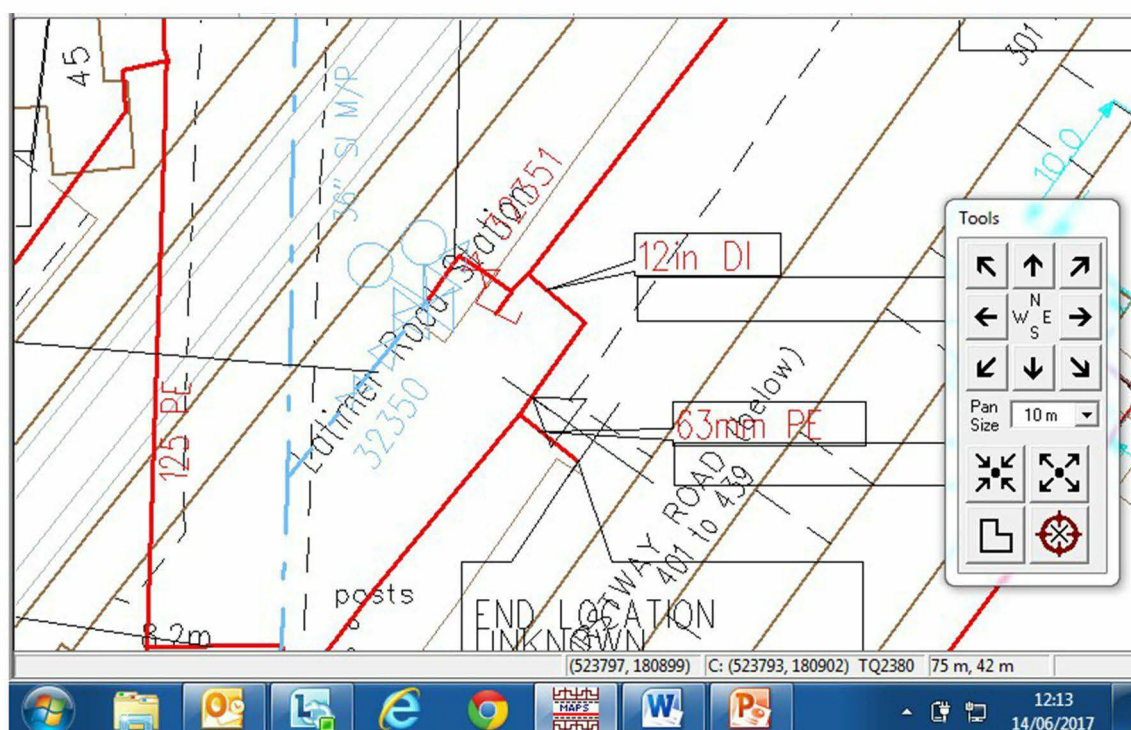 45
301
36" SI M/P
10.0
Latimer Road Station
32351
12in DI
Tools
N
W E
S
Pan
Size
10 m
32350
125 PE
63mm PE
STWAY ROAD (below)
401 to 439
posts
8.2m
END LOCATION
UNKNOWN
(523797, 180899)
C: (523793, 180902) TQ2380
75 m, 42 m
MAPS
12:13
14/06/2017